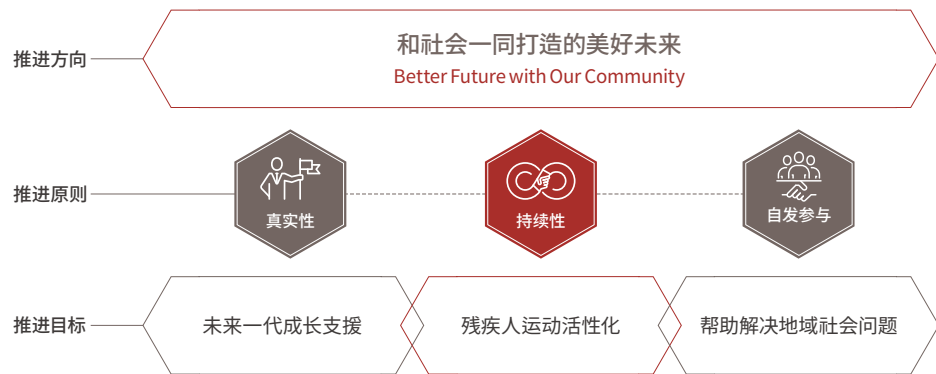 推进方向
和社会一同打造的美好未来
Better Future with Our Community
推进原则
真实性
持续性
自发参与
推进目标
未来一代成长支援
残疾人运动活性化
帮助解决地域社会问题